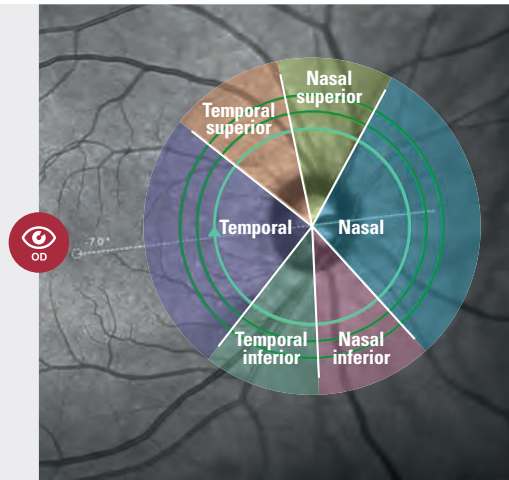 Nasal
superior
Temporal
superior
Temporal
Nasal
-7.0°
OD
Temporal
inferior
Nasal
inferior